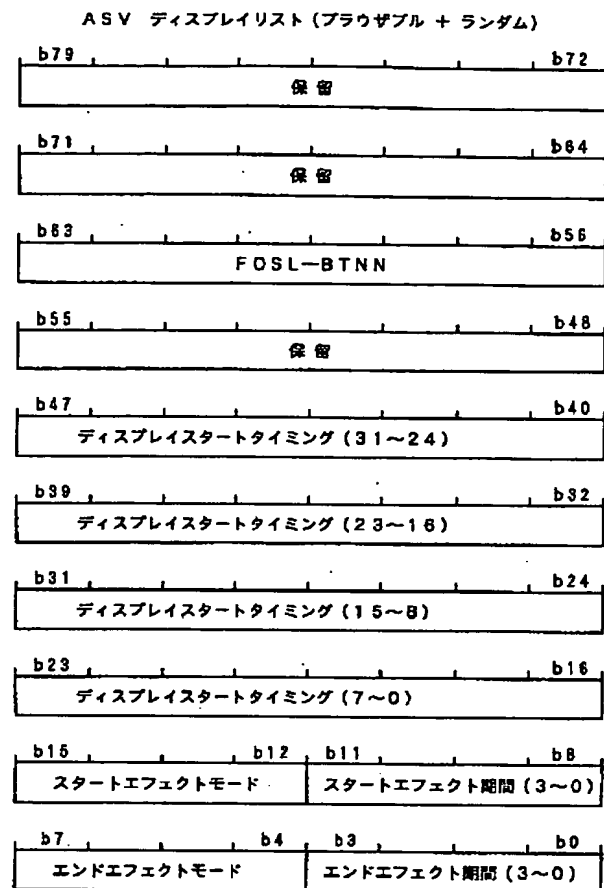 ASV ディスプレイリスト(ブラウザブル + ランダム)
b79 b72
保留
b71 b64
保留
b63 b56
FOSL—BTNN
b55 b48
保留
b47 b40
ディスプレイスタートタイミング(31~24)
b39 b32
ディスプレイスタートタイミング(23~16)
b31 b24
ディスプレイスタートタイミング(15~8)
b23 b16
ディスプレイスタートタイミング(7~0)
b15 b12 b11 b8
スタートエフェクトモード スタートエフェクト期間(3~0)
b7 b4 b3 b0
エンドエフェクトモード エンドエフェクト期間(3~0)